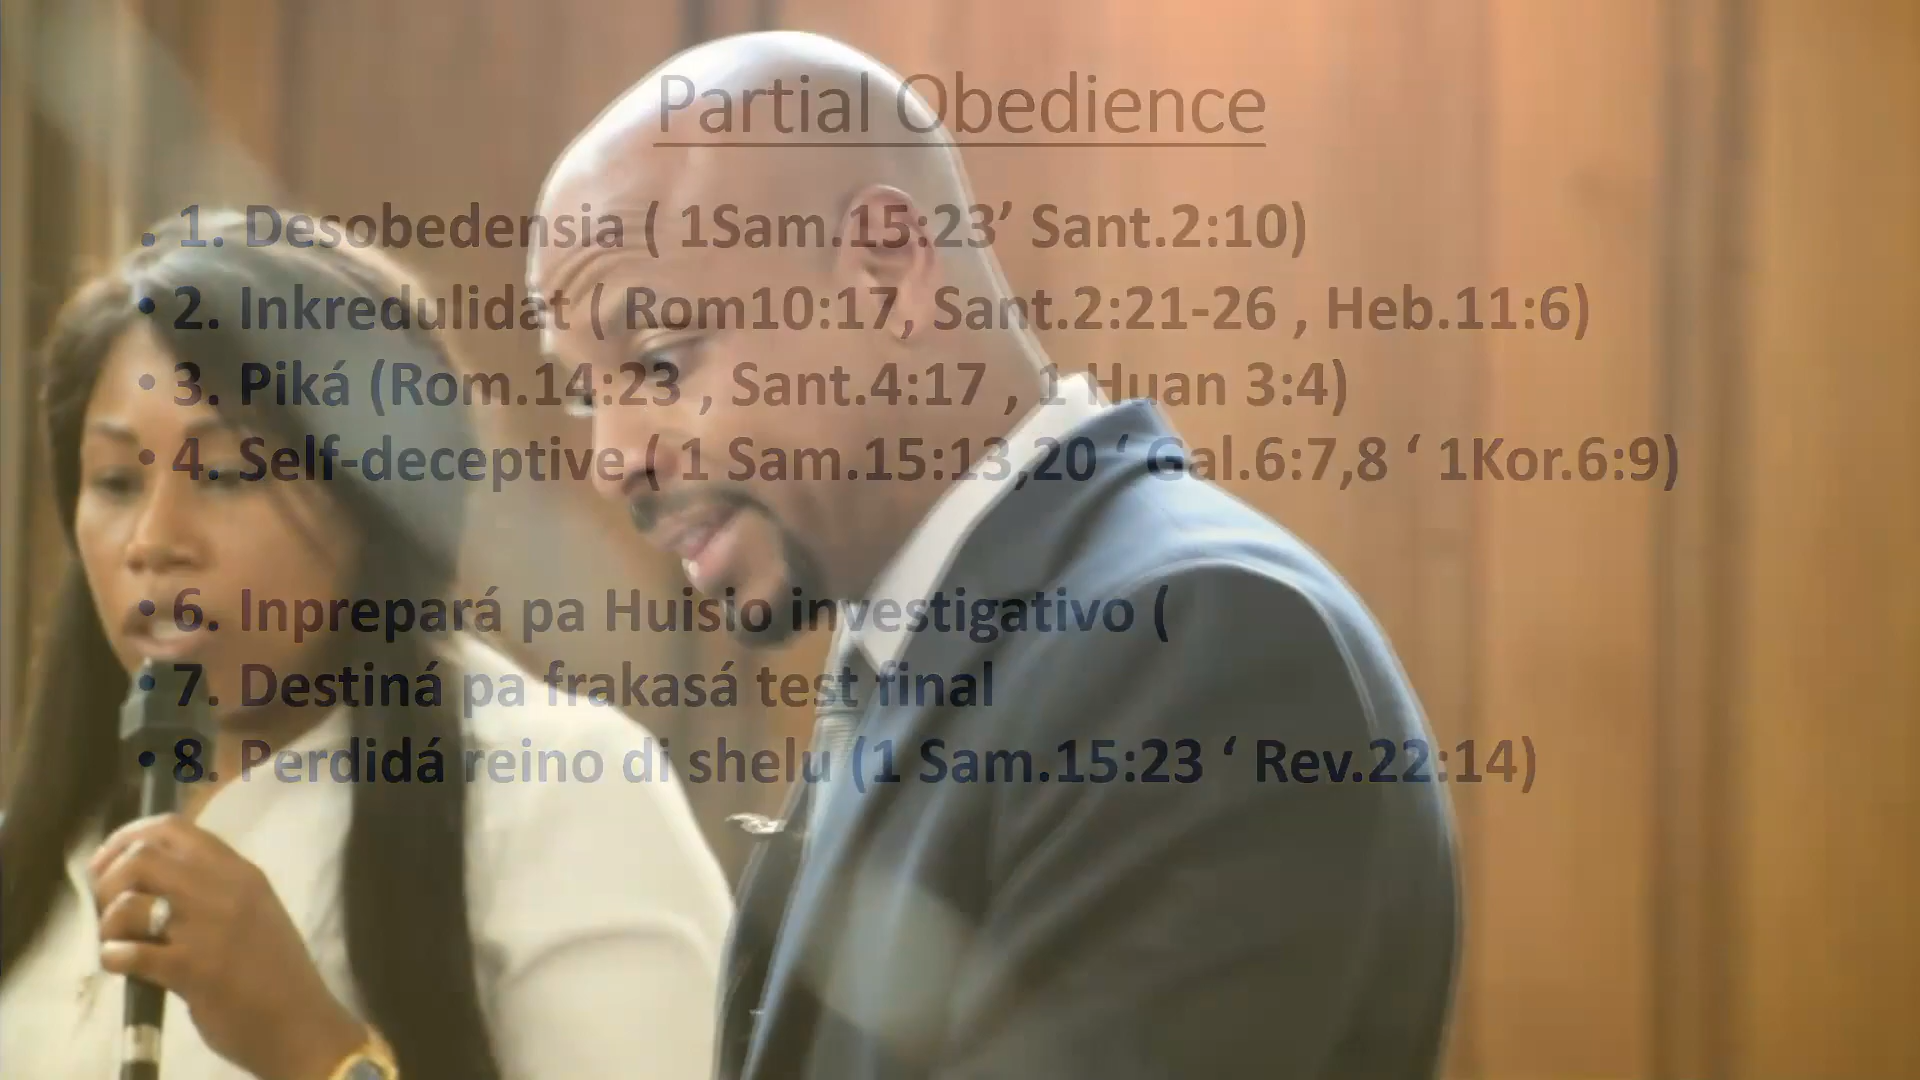 Partial Obedience
. 1. Desobedensia ( 1Sam.15:23’ Sant.2:10)
• 2. Inkredulidat ( Rom10:17, Sant.2:21-26 , Heb.11:6)
• 3. Piká (Rom.14:23 , Sant.4:17 , 1 Huan 3:4)
• 4. Self-deceptive ( 1 Sam.15:13,20 ‘ Gal.6:7,8 ‘ 1Kor.6:9)
• 6. Inprepará pa Huisio investigativo (
• 7. Destiná pa frakasá test final
• 8. Perdidá reino di shelu (1 Sam.15:23 ‘ Rev.22:14)